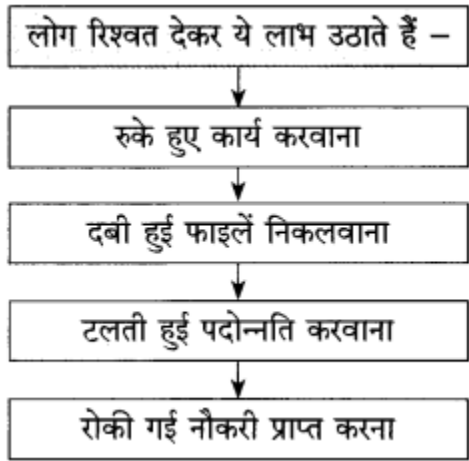 लोग रिश्वत देकर ये लाभ उठाते हैं –
रुके हुए कार्य करवाना
दबी हुई फाइलें निकलवाना
टलती हुई पदोन्नति करवाना
रोकी गई नौकरी प्राप्त करना